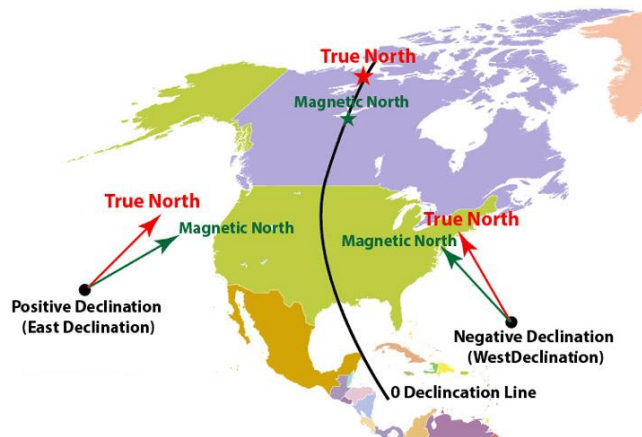 True North
Magnetic North
True North
Magnetic North
Positive Declination
(East Declination)
True North
Magnetic North
Negative Declination
(WestDeclination)
0 Declincation Line